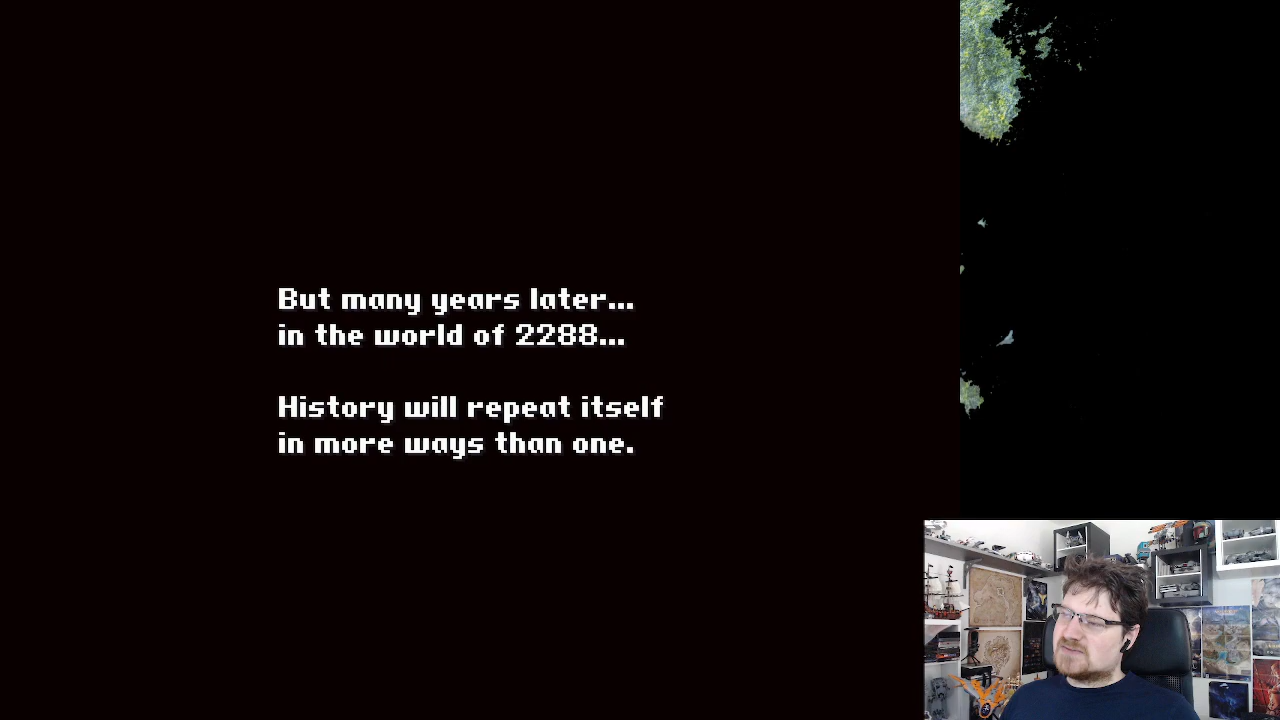 But many years later...
in the world of 2288...
History will repeat itself
in more ways than one.